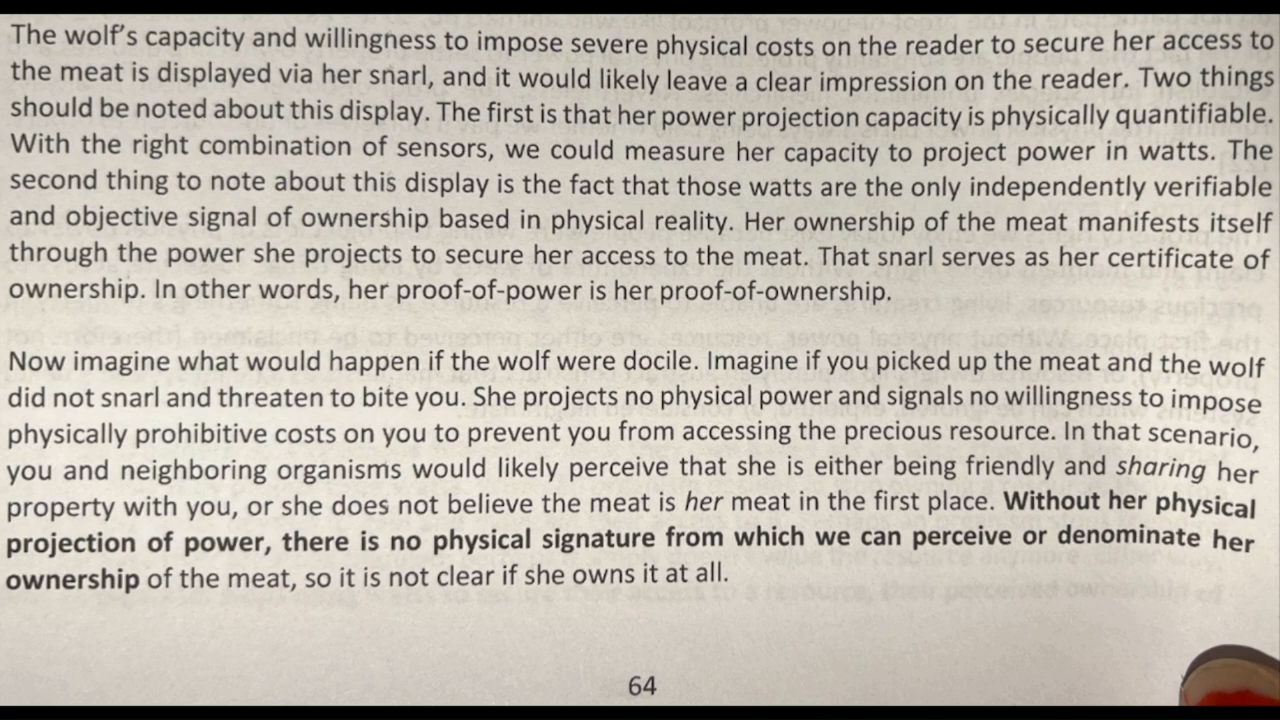 The wolf's capacity and willingness to impose severe physical costs on the reader to secure her access to
the meat is displayed via her snarl, and it would likely leave a clear impression on the reader. Two things
should be noted about this display. The first is that her power projection capacity is physically quantifiable.
With the right combination of sensors, we could measure her capacity to project power in watts. The
second thing to note about this display is the fact that those watts are the only independently verifiable
and objective signal of ownership based in physical reality. Her ownership of the meat manifests itself
through the power she projects to secure her access to the meat. That snarl serves as her certificate of
ownership. In other words, her proof-of-power is her proof-of-ownership.
Now imagine what would happen if the wolf were docile. Imagine if you picked up the meat and the wolf
did not snarl and threaten to bite you. She projects no physical power and signals no willingness to impose
physically prohibitive costs on you to prevent you from accessing the precious resource. In that scenario,
you and neighboring organisms would likely perceive that she is either being friendly and sharing her
property with you, or she does not believe the meat is her meat in the first place. Without her physical
projection of power, there is no physical signature from which we can perceive or denominate her
ownership of the meat, so it is not clear if she owns it at all.
64